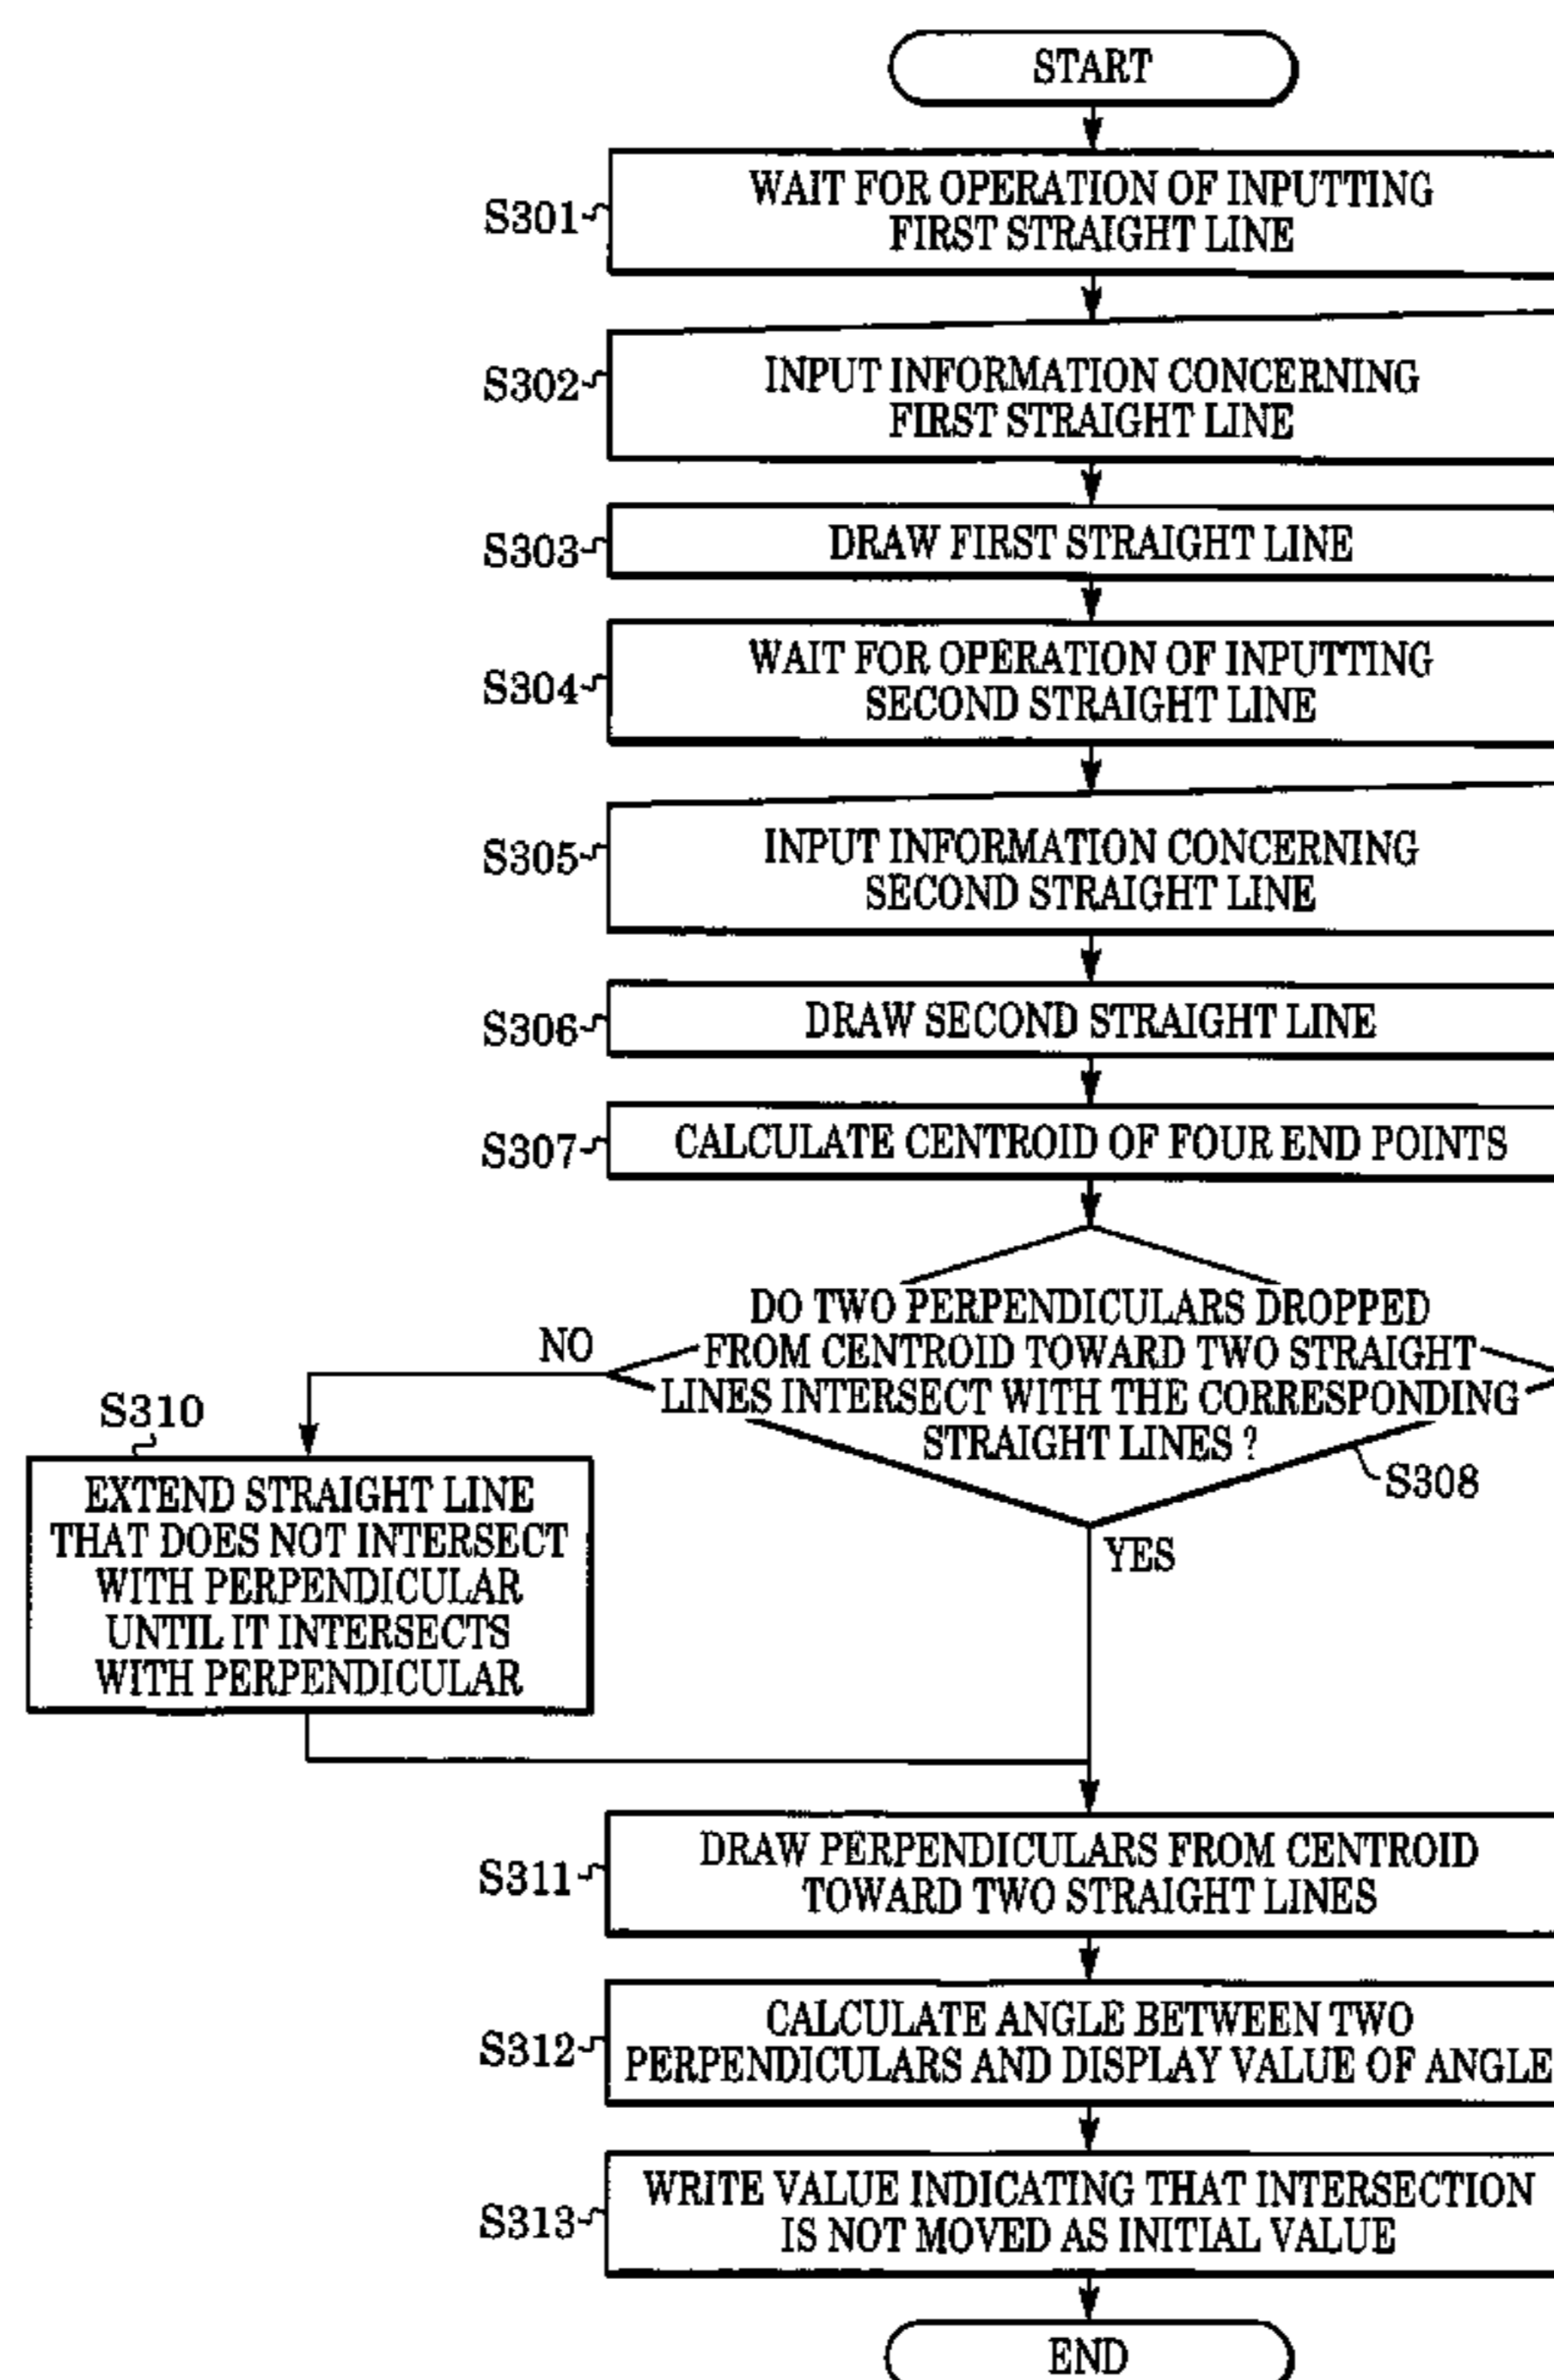 START
S301
WAIT FOR OPERATION OF INPUTTING
FIRST STRAIGHT LINE
S302
INPUT INFORMATION CONCERNING
FIRST STRAIGHT LINE
S303
DRAW FIRST STRAIGHT LINE
S304
WAIT FOR OPERATION OF INPUTTING
SECOND STRAIGHT LINE
S305
INPUT INFORMATION CONCERNING
SECOND STRAIGHT LINE
S306
DRAW SECOND STRAIGHT LINE
S307
CALCULATE CENTROID OF FOUR END POINTS
DO TWO PERPENDICULARS DROPPED
FROM CENTROID TOWARD TWO STRAIGHT
LINES INTERSECT WITH THE CORRESPONDING
STRAIGHT LINES ?
S308
NO
YES
S310
EXTEND STRAIGHT LINE
THAT DOES NOT INTERSECT
WITH PERPENDICULAR
UNTIL IT INTERSECTS
WITH PERPENDICULAR
S311
DRAW PERPENDICULARS FROM CENTROID
TOWARD TWO STRAIGHT LINES
S312
CALCULATE ANGLE BETWEEN TWO
PERPENDICULARS AND DISPLAY VALUE OF ANGLE
S313
WRITE VALUE INDICATING THAT INTERSECTION
IS NOT MOVED AS INITIAL VALUE
END